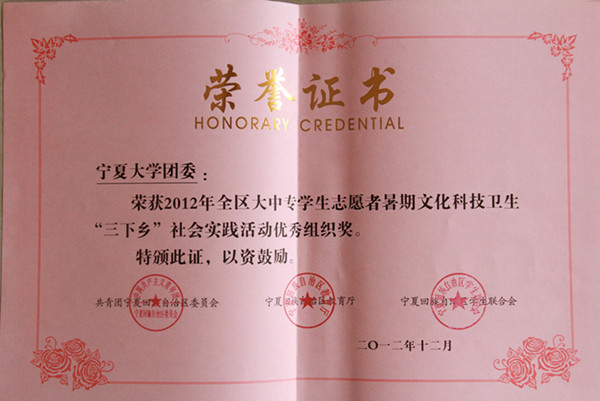 荣誉证书
HONORARY CREDENTIAL
宁夏大学团委：
荣获2012年全区大中专学生志愿者暑期文化科技卫生
“三下乡”社会实践活动优秀组织奖。
特颁此证，以资鼓励。
共青团宁夏回族自治区委员会 宁夏回族自治区教育厅 宁夏回族自治区学生联合会
二〇一二年十二月